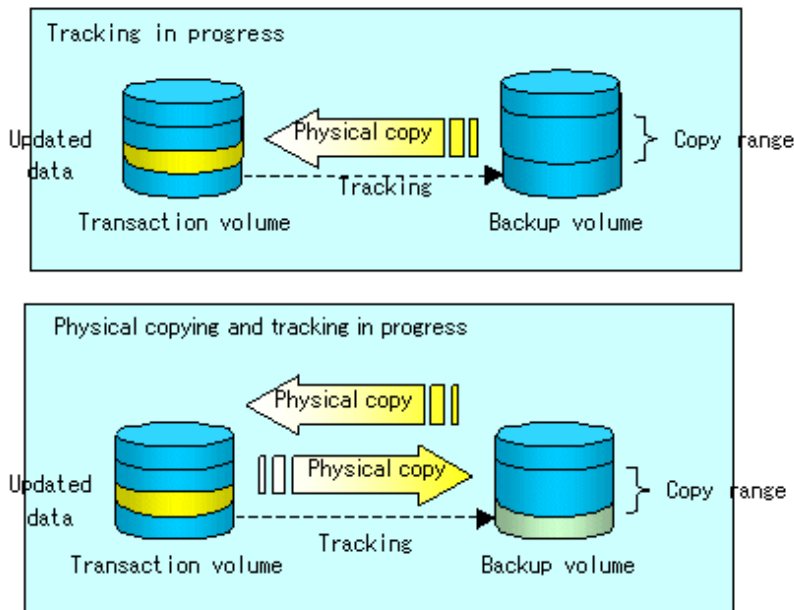 Tracking in progress
Physical copy
Updated
data
Copy range
Tracking
Transaction volume
Backup volume
Physical copying and tracking in progress
Physical copy
Physical copy
Updated
data
Copy range
Tracking
Transaction volume
Backup volume